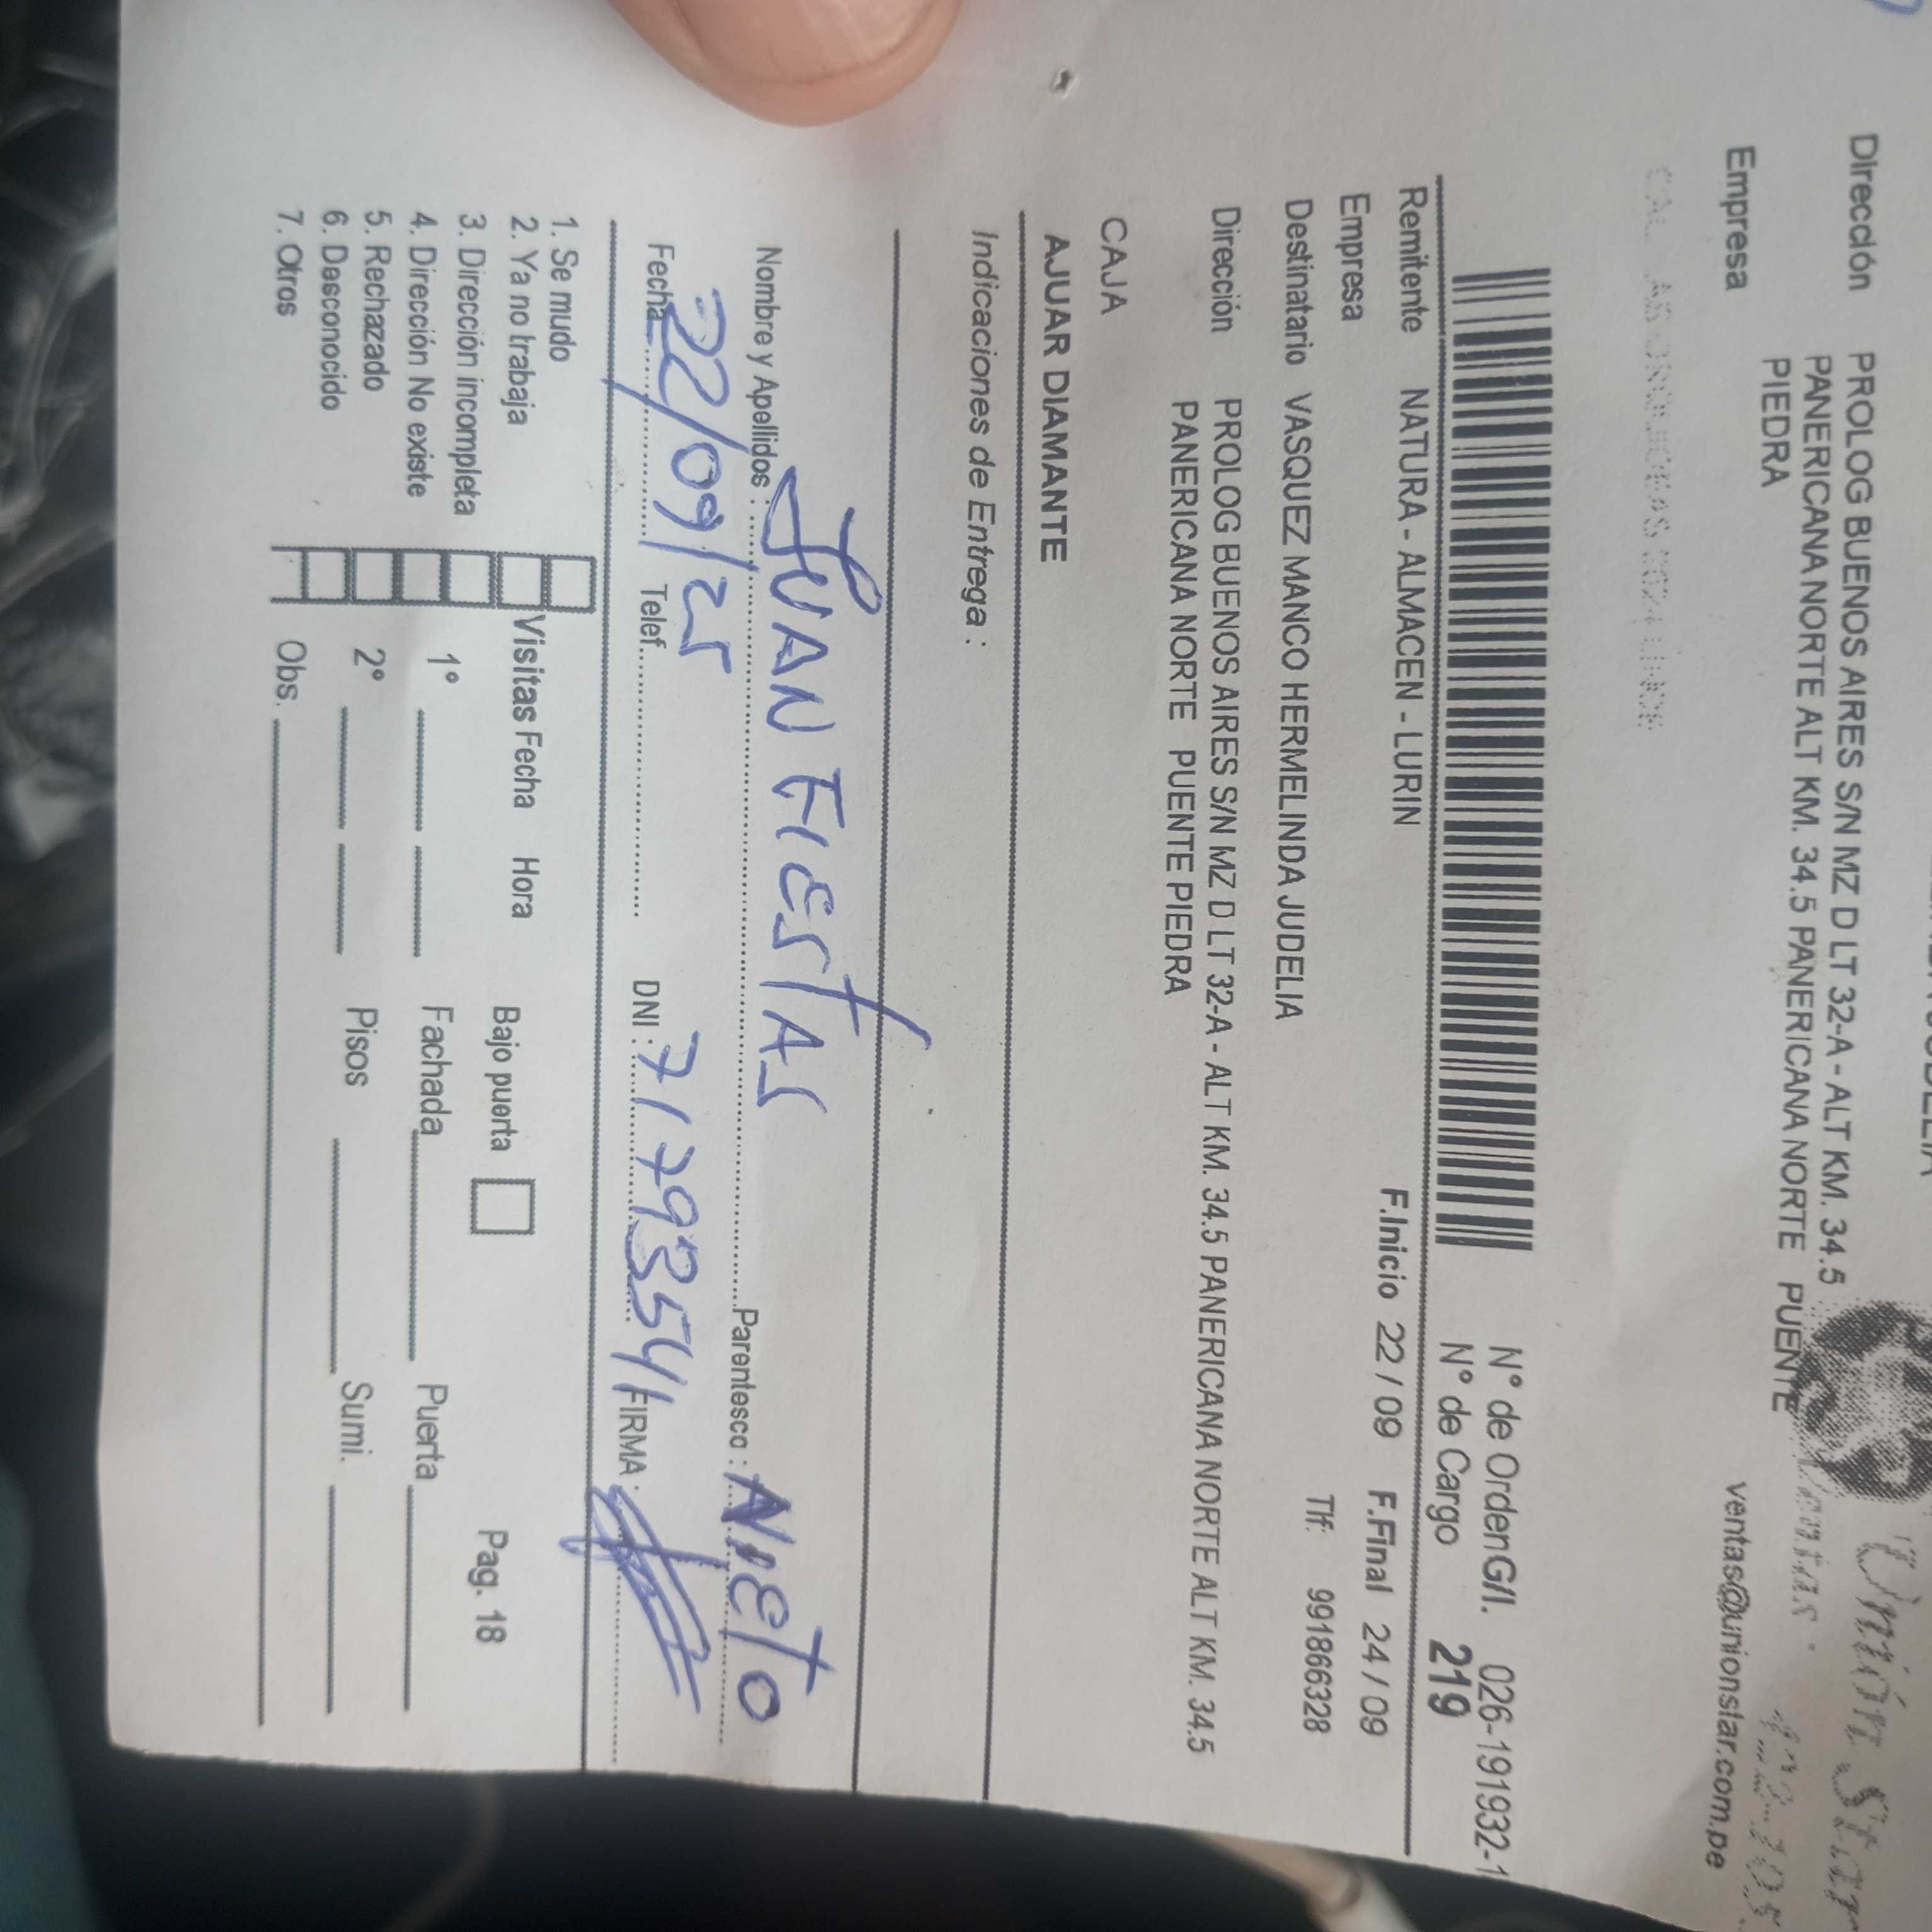 Dirección PROLOG BUENOS AIRES S/N MZ D LT 32-A - ALT KM. 34.5
PANERICANA NORTE ALT KM. 34.5 PANERICANA NORTE PUENTE
PIEDRA
Empresa
Unión Star
ventas@unionstar.com.pe
N° de OrdenG/I. 026-191932-1
N° de Cargo 219
Remitente NATURA - ALMACEN - LURIN F.Inicio 22 / 09 F.Final 24 / 09
Empresa
Destinatario VASQUEZ MANCO HERMELINDA JUDELIA Tlf: 991866328
Dirección PROLOG BUENOS AIRES S/N MZ D LT 32-A - ALT KM. 34.5 PANERICANA NORTE ALT KM. 34.5
PANERICANA NORTE PUENTE PIEDRA
CAJA
AJUAR DIAMANTE
Indicaciones de Entrega :
Nombre y Apellidos : JUAN FIESTAS Parentesco : NIETO
Fecha 22/09/25 Telef. DNI : 71793541 FIRMA :
1. Se mudo
2. Ya no trabaja Visitas Fecha Hora Bajo puerta Pag. 18
3. Dirección incompleta
4. Dirección No existe 1° Fachada Puerta
5. Rechazado 2° Pisos Sumi.
6. Desconocido
7. Otros Obs.